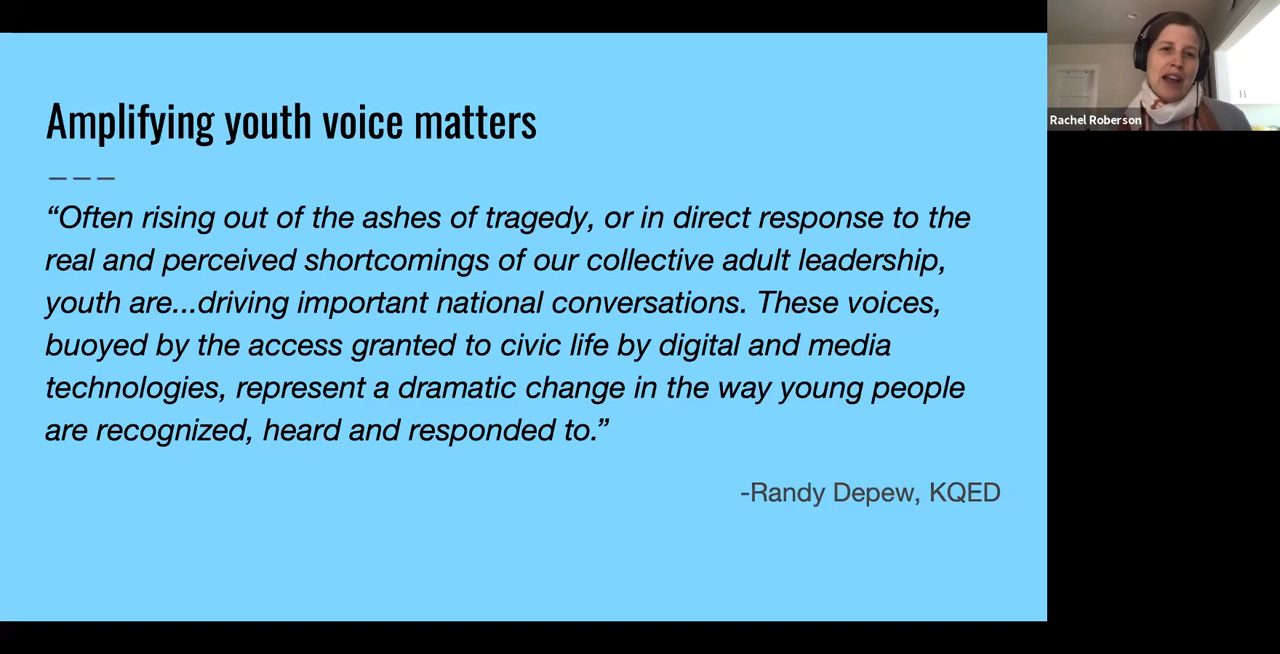 Amplifying youth voice matters
“Often rising out of the ashes of tragedy, or in direct response to the
real and perceived shortcomings of our collective adult leadership,
youth are...driving important national conversations. These voices,
buoyed by the access granted to civic life by digital and media
technologies, represent a dramatic change in the way young people
are recognized, heard and responded to.”
-Randy Depew, KQED
Rachel Roberson